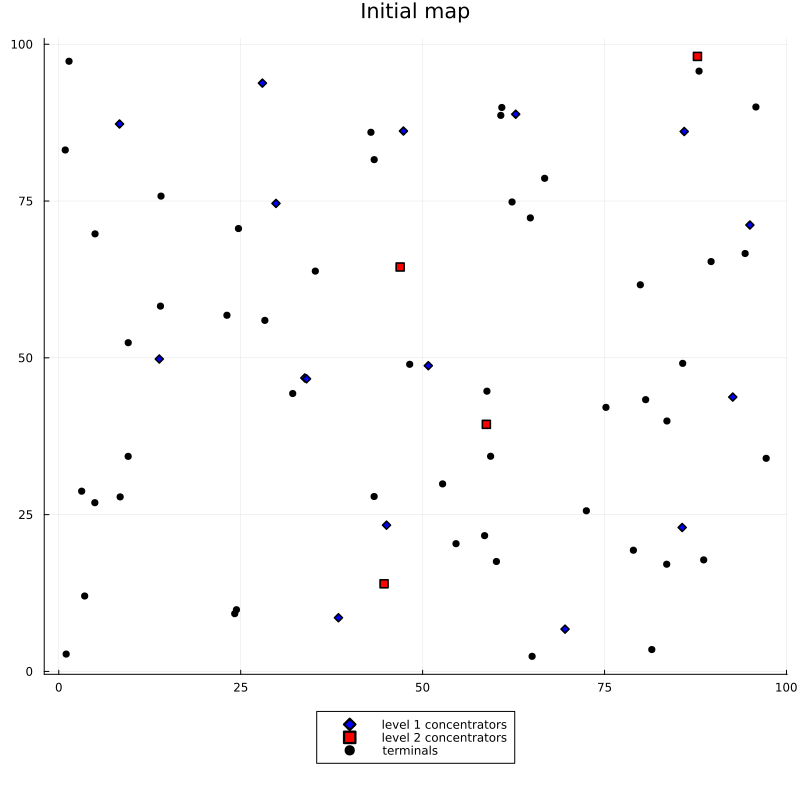 Initial map
100
75
50
25
0
0 25 50 75 100
level 1 concentrators
level 2 concentrators
terminals